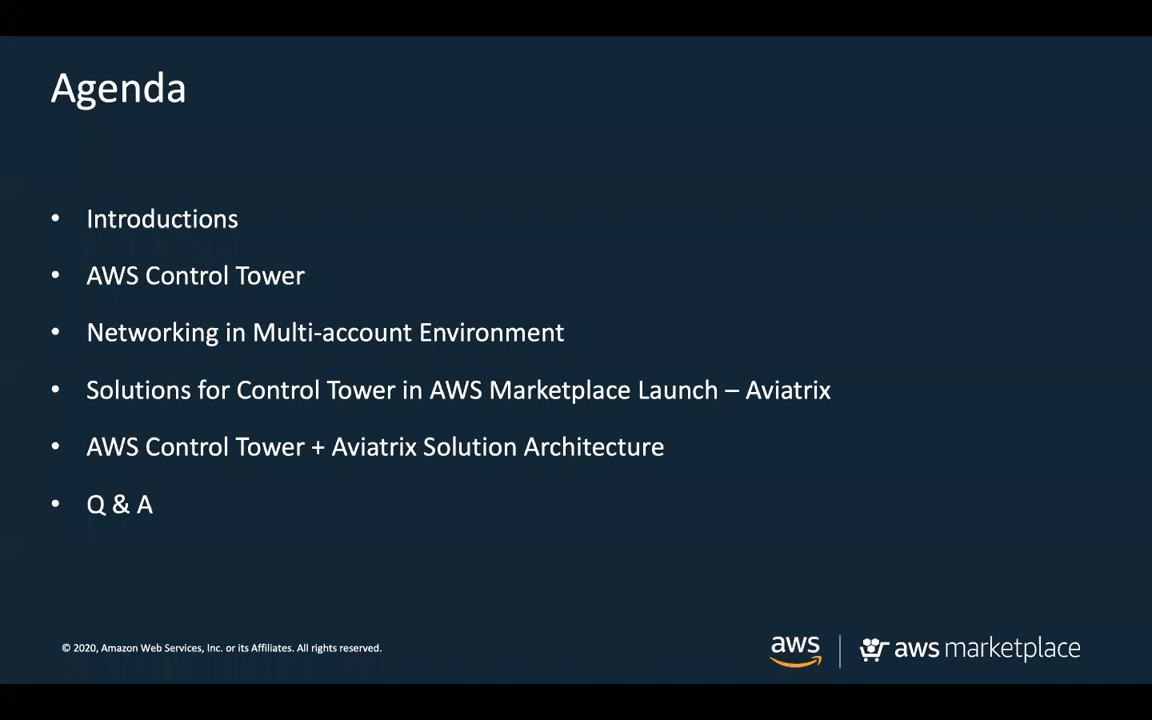 Agenda
• Introductions
• AWS Control Tower
• Networking in Multi-account Environment
• Solutions for Control Tower in AWS Marketplace Launch – Aviatrix
• AWS Control Tower + Aviatrix Solution Architecture
• Q & A
© 2020, Amazon Web Services, Inc. or its Affiliates. All rights reserved.
aws
aws marketplace